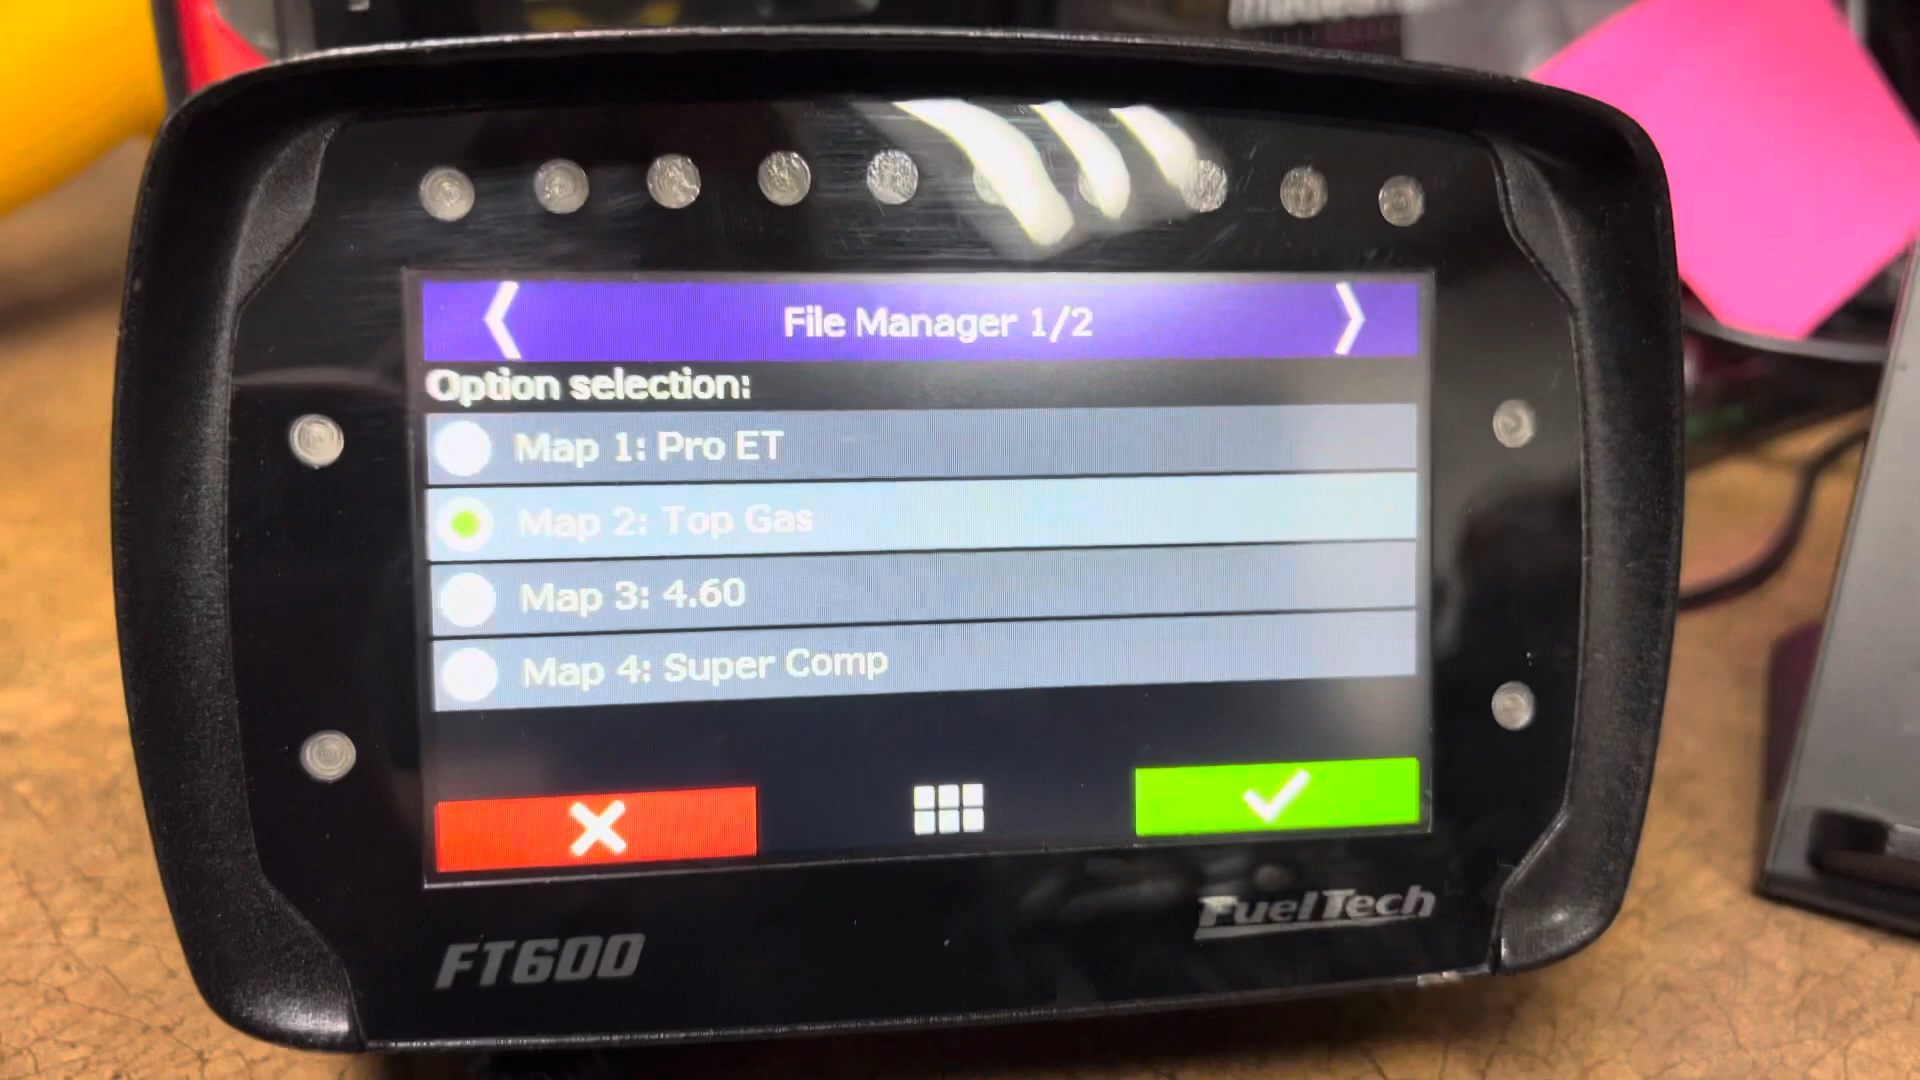 File Manager 1/2
Option selection:
Map 1: Pro ET
Map 2: Top Gas
Map 3: 4.60
Map 4: Super Comp
FuelTech
FT600